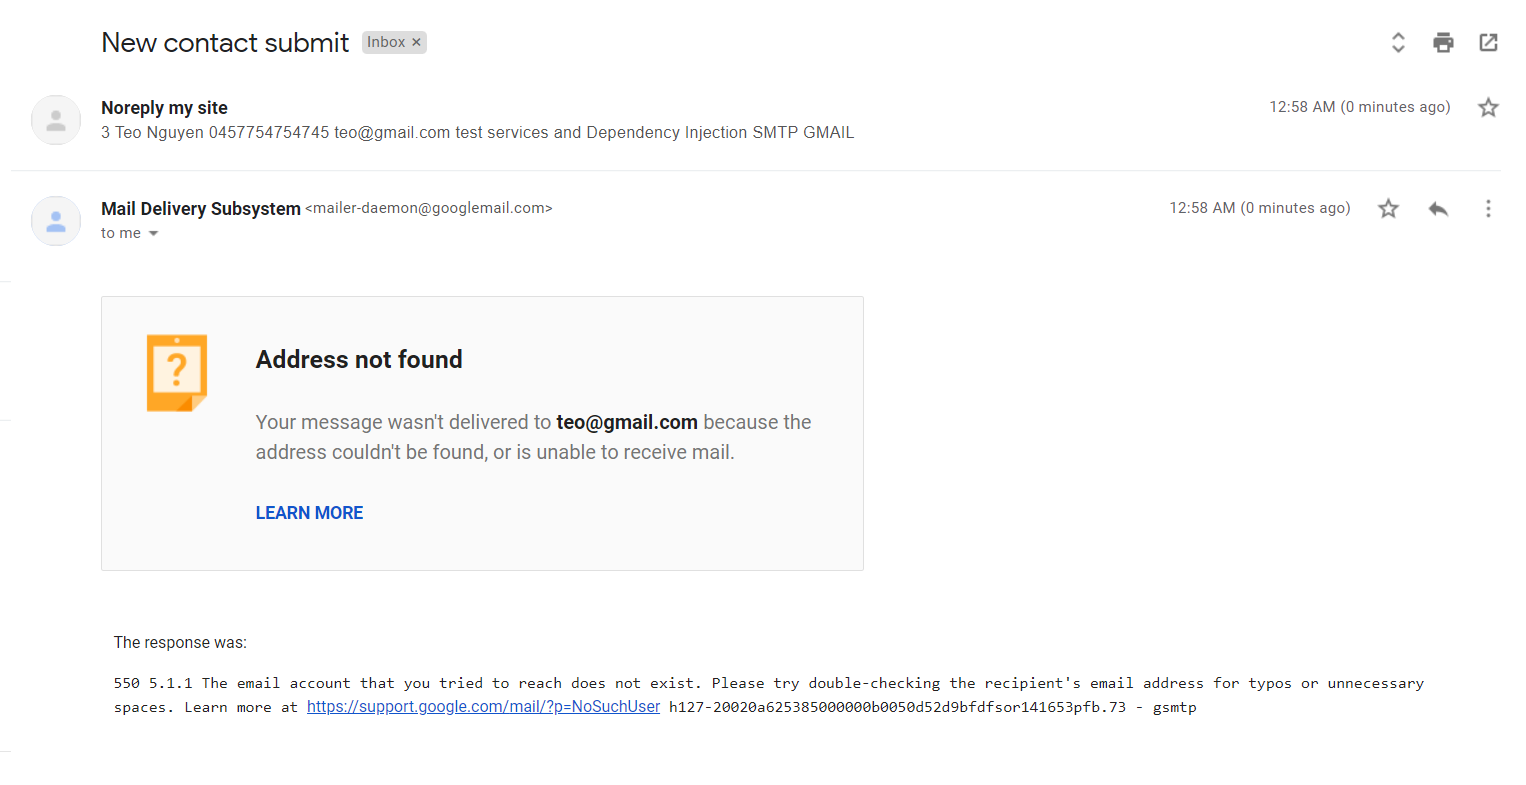 New contact submit Inbox ×
Noreply my site 12:58 AM (0 minutes ago)
3 Teo Nguyen 0457754754745 teo@gmail.com test services and Dependency Injection SMTP GMAIL
Mail Delivery Subsystem <mailer-daemon@googlemail.com> 12:58 AM (0 minutes ago)
to me
?
Address not found
Your message wasn't delivered to teo@gmail.com because the
address couldn't be found, or is unable to receive mail.
LEARN MORE
The response was:
550 5.1.1 The email account that you tried to reach does not exist. Please try double-checking the recipient's email address for typos or unnecessary
spaces. Learn more at https://support.google.com/mail/?p=NoSuchUser h127-20020a625385000000b0050d52d9bfdfsor141653pfb.73 - gsmtp